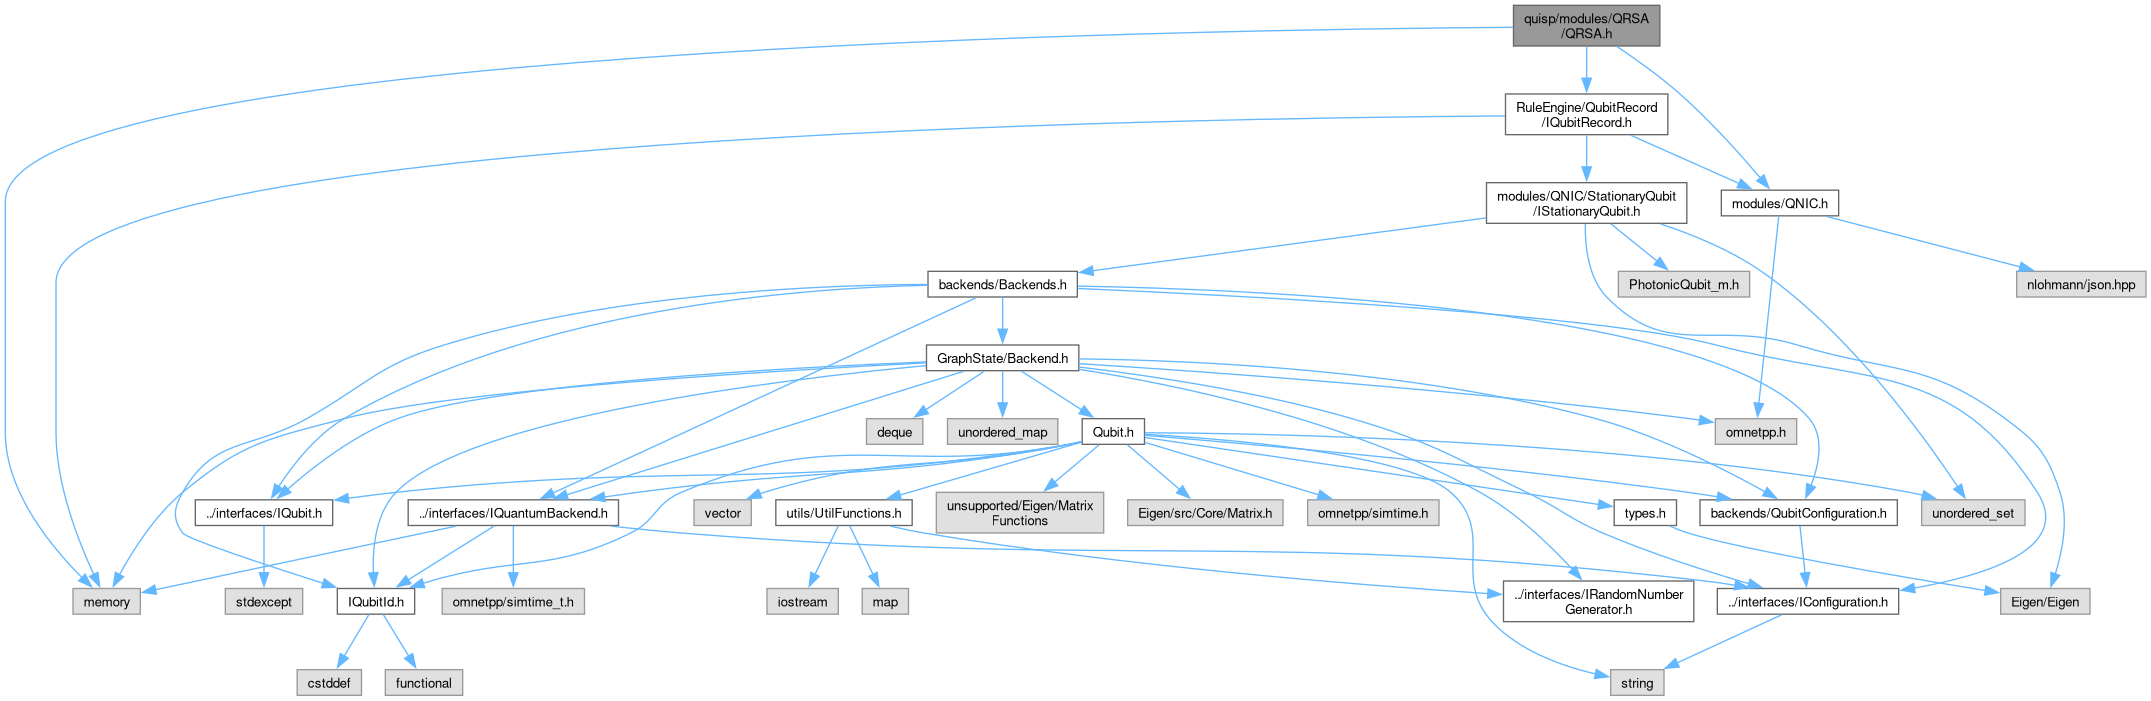 quisp/modules/QRSA
/QRSA.h
RuleEngine/QubitRecord
/IQubitRecord.h
modules/QNIC/StationaryQubit
/IStationaryQubit.h
modules/QNIC.h
backends/Backends.h
PhotonicQubit_m.h
nlohmann/json.hpp
GraphState/Backend.h
deque
unordered_map
Qubit.h
omnetpp.h
../interfaces/IQubit.h
../interfaces/IQuantumBackend.h
vector
utils/UtilFunctions.h
unsupported/Eigen/Matrix
Functions
Eigen/src/Core/Matrix.h
omnetpp/simtime.h
types.h
backends/QubitConfiguration.h
unordered_set
memory
stdexcept
IQubitId.h
omnetpp/simtime_t.h
iostream
map
../interfaces/IRandomNumber
Generator.h
../interfaces/IConfiguration.h
Eigen/Eigen
cstddef
functional
string